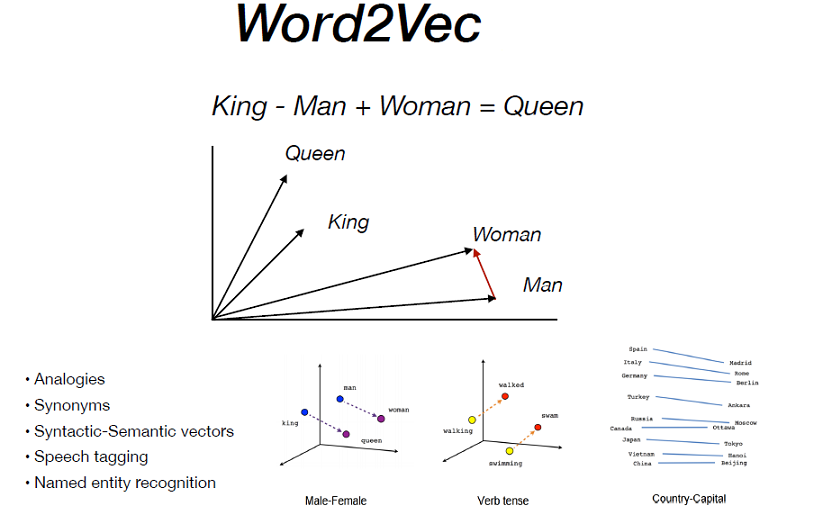 Word2Vec
King - Man + Woman = Queen
Queen
King
Woman
Man
• Analogies
• Synonyms
• Syntactic-Semantic vectors
• Speech tagging
• Named entity recognition
man
woman
king
queen
Male-Female
walked
swam
walking
swimming
Verb tense
Spain
Madrid
Italy
Rome
Germany
Berlin
Turkey
Ankara
Russia
Moscow
Canada
Ottawa
Japan
Tokyo
Vietnam
Hanoi
China
Beijing
Country-Capital